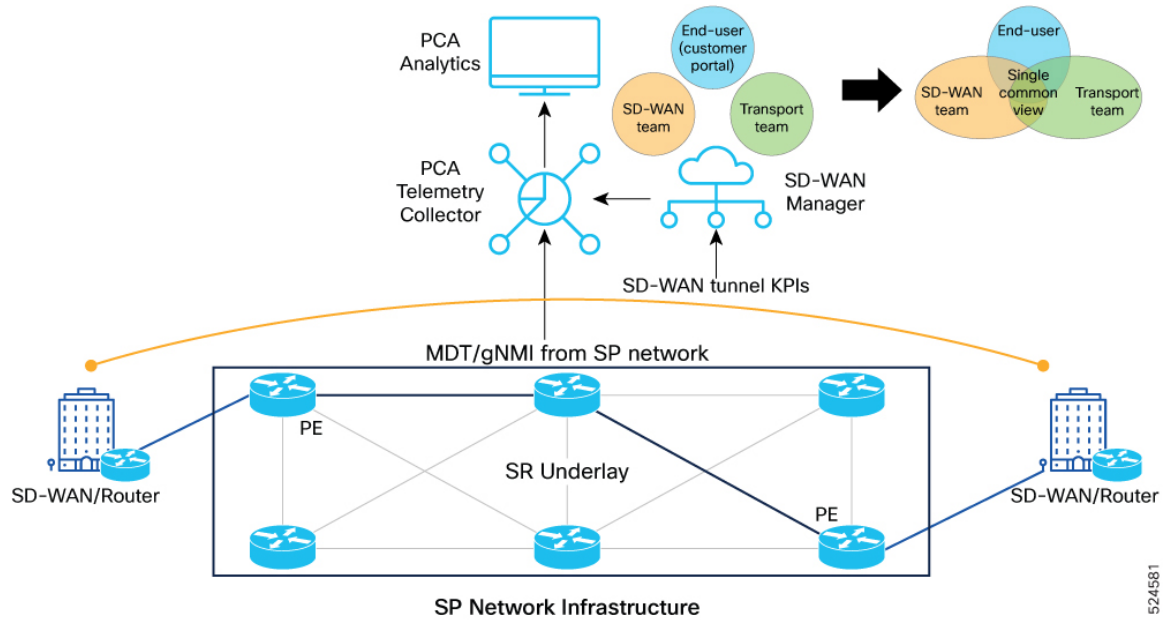 PCA
Analytics
End-user
(customer
portal)
SD-WAN
team
Transport
team
End-user
SD-WAN
team
Single
common
view
Transport
team
PCA
Telemetry
Collector
SD-WAN
Manager
SD-WAN tunnel KPIs
MDT/gNMI from SP network
PE
SR Underlay
PE
SD-WAN/Router
SD-WAN/Router
SP Network Infrastructure
524581